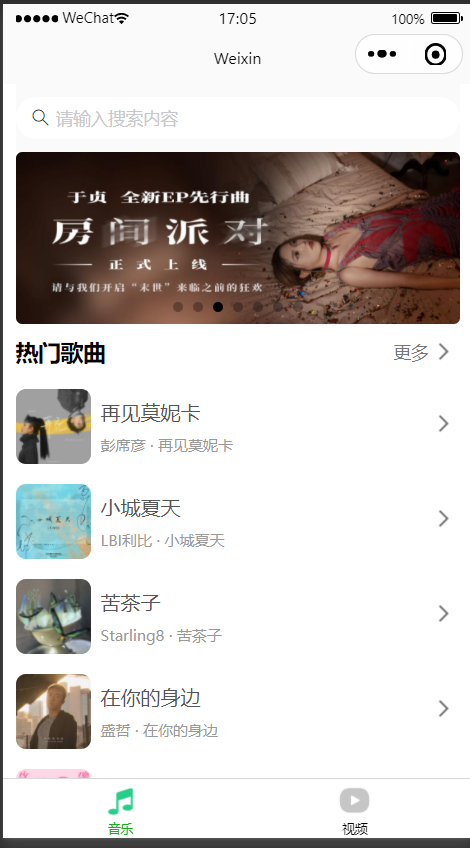 WeChat 17:05 100%
Weixin
请输入搜索内容
于贞 全新EP先行曲
房间派对
正式上线
请与我们开启“末世”来临之前的狂欢
热门歌曲 更多
再见莫妮卡
彭席彦 · 再见莫妮卡
小城夏天
LBI利比 · 小城夏天
苦茶子
Starling8 · 苦茶子
在你的身边
盛哲 · 在你的身边
音乐 视频